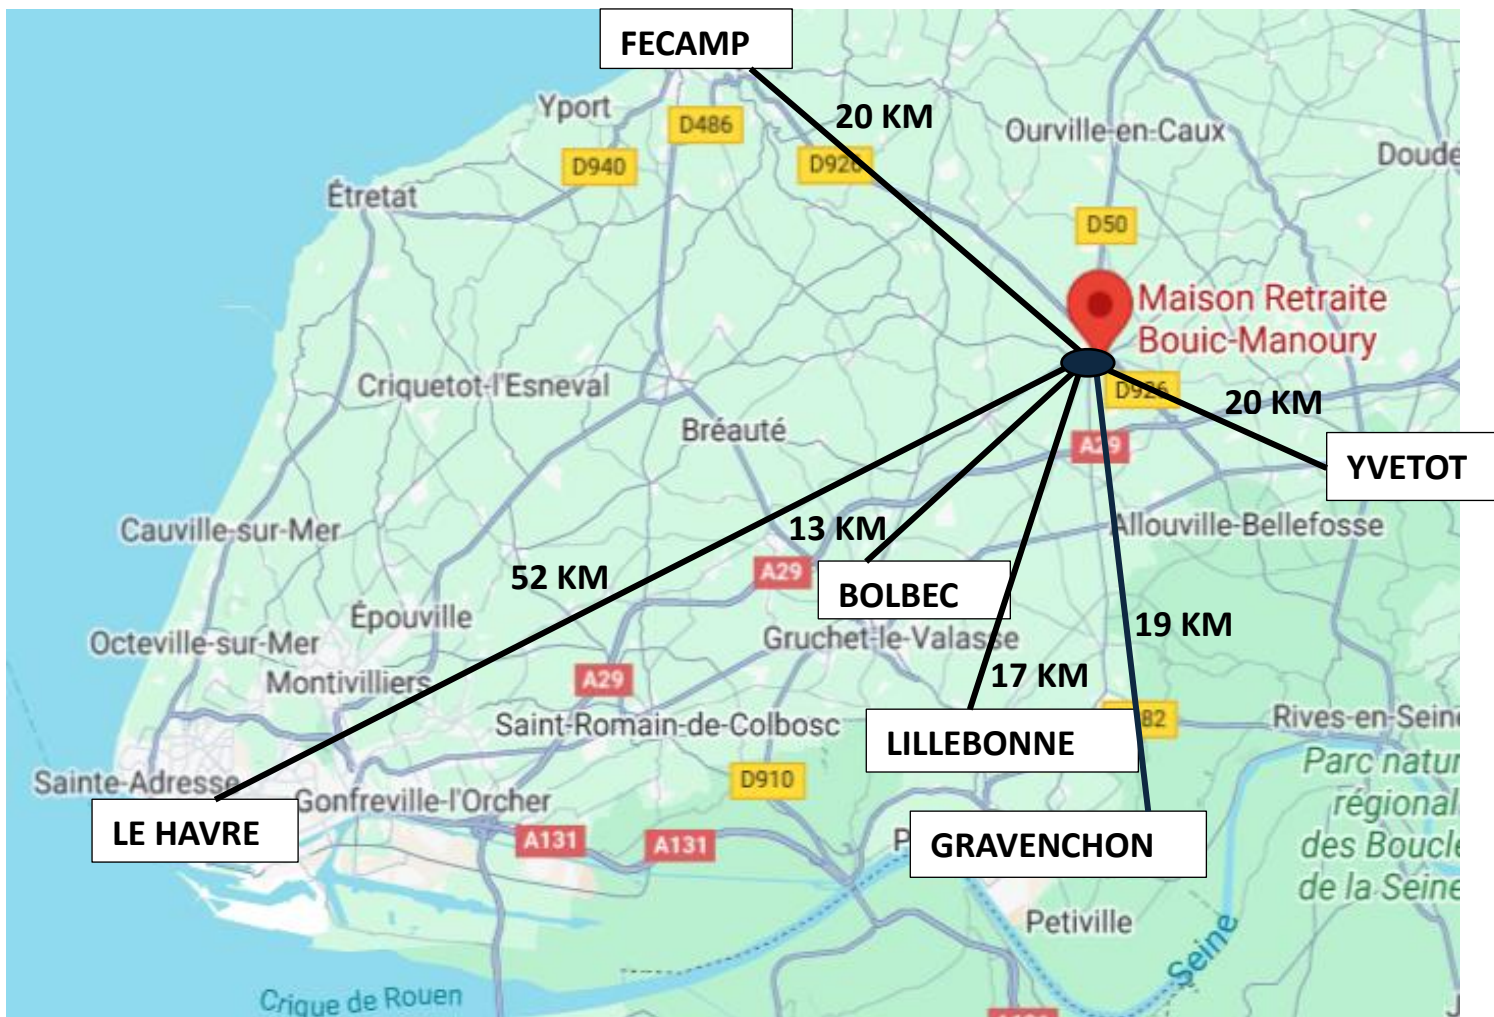 FECAMP
20 KM
Yport
D486
Ourville-en-Caux
D940
D926
Doude
Étretat
D50
Maison Retraite
Bouic-Manoury
Criquetot-l'Esneval
D926
20 KM
Bréauté
A29
YVETOT
Cauville-sur-Mer
13 KM
Allouville-Bellefosse
52 KM
A29
BOLBEC
Épouville
19 KM
Octeville-sur-Mer
Gruchet-le-Valasse
Montivilliers
A29
17 KM
Saint-Romain-de-Colbosc
82
Rives-en-Seine
LILLEBONNE
Sainte-Adresse
D910
Parc natur
régional
des Boucle
de la Seine
Gonfreville-l'Orcher
LE HAVRE
A131
A131
P
GRAVENCHON
Petiville
Seine
Crique de Rouen